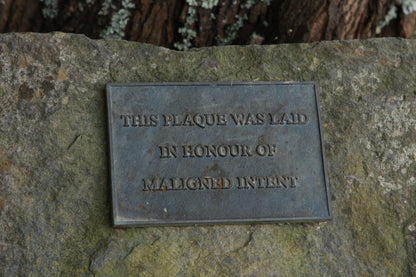 THIS PLAQUE WAS LAID
IN HONOUR OF
MALIGNED INTENT